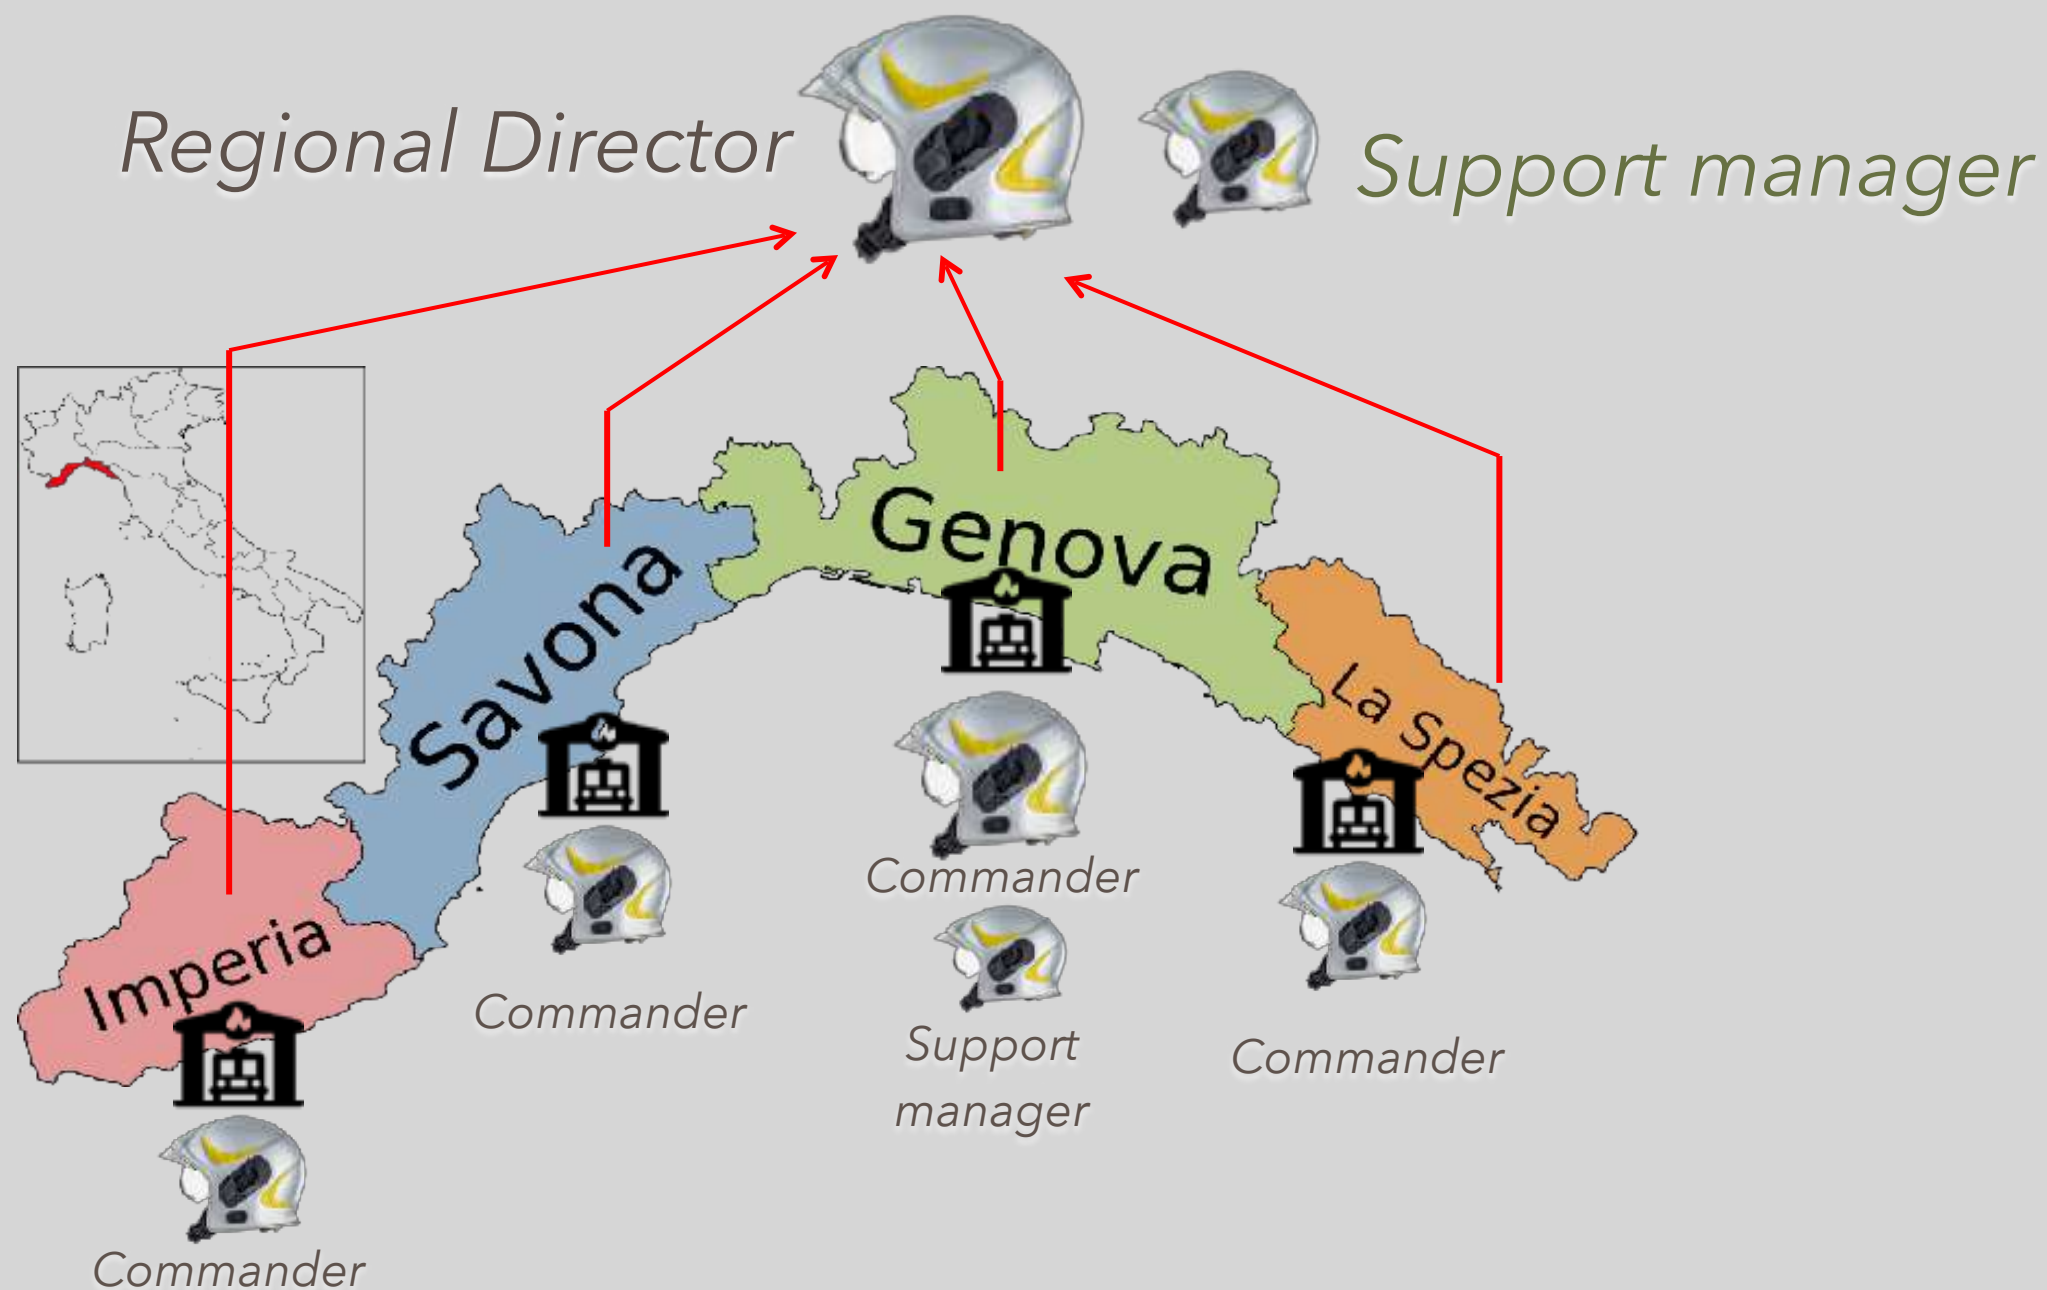 Regional Director
Support manager
Genova
Savona
La Spezia
Imperia
Commander
Commander
Support
manager
Commander
Commander